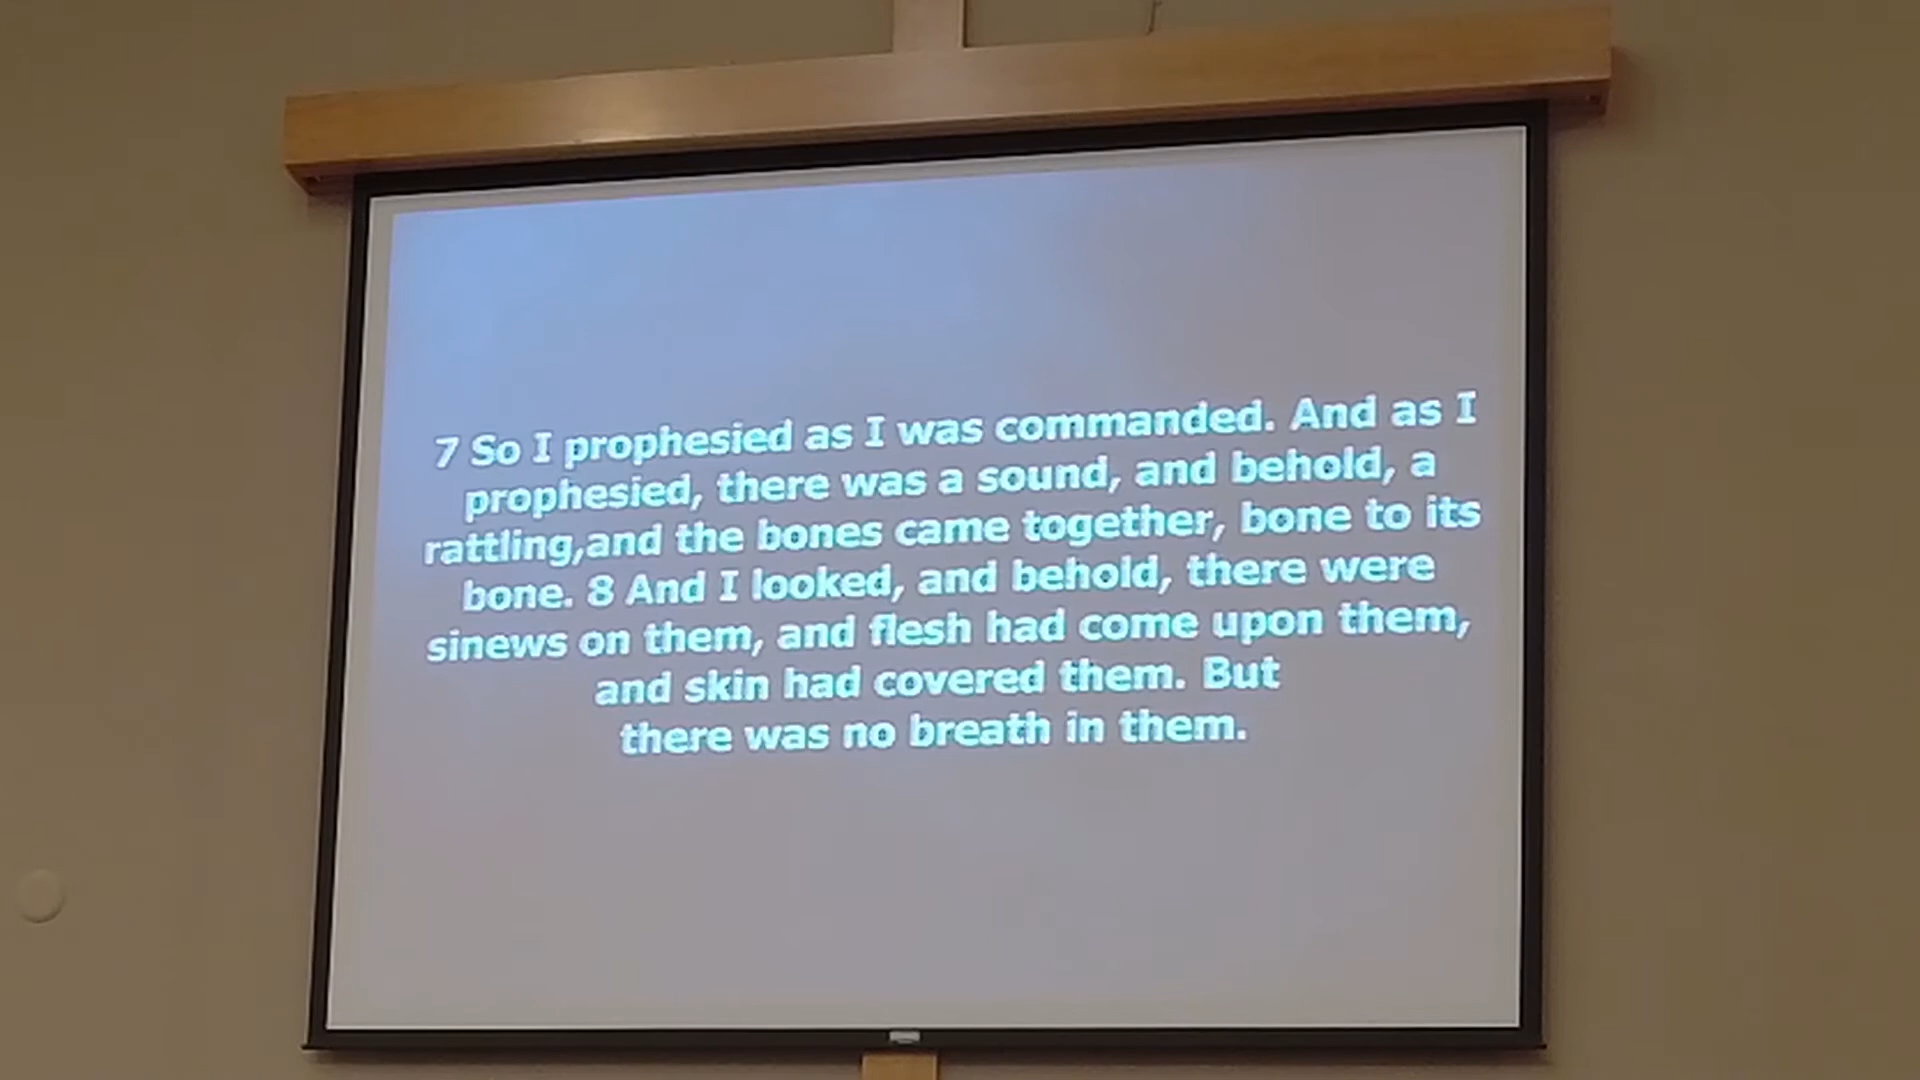 7 So I prophesied as I was commanded. And as I
prophesied, there was a sound, and behold, a
rattling,and the bones came together, bone to its
bone. 8 And I looked, and behold, there were
sinews on them, and flesh had come upon them,
and skin had covered them. But
there was no breath in them.